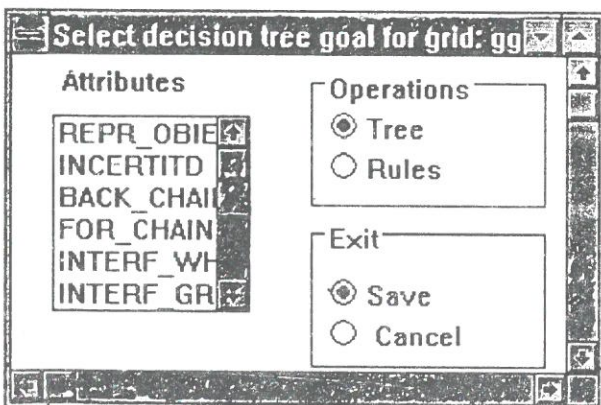 Select decision tree goal for grid: gg
Attributes
REPR_OBIE
INCERTITD
BACK_CHAI
FOR_CHAIN
INTERF_WH
INTERF_GR
Operations
Tree
Rules
Exit
Save
Cancel